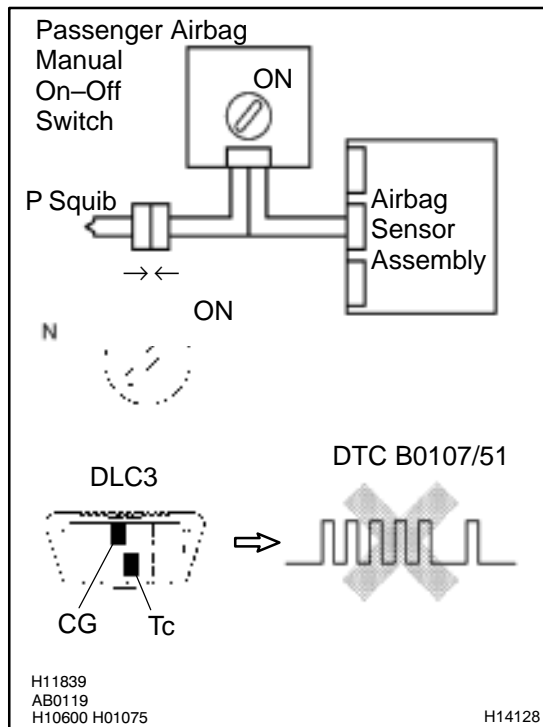 Passenger Airbag
Manual
On–Off
Switch
ON
P Squib
Airbag
Sensor
Assembly
ON
N
DLC3
DTC B0107/51
CG
Tc
H11839
AB0119
H10600 H01075
H14128